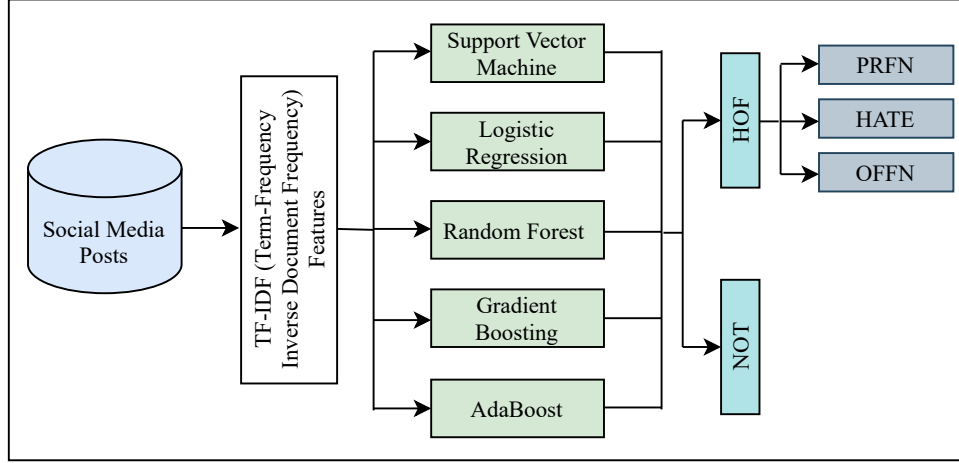 Social Media
Posts
TF-IDF (Term-Frequency
Inverse Document Frequency)
Features
Support Vector
Machine
Logistic
Regression
Random Forest
Gradient
Boosting
AdaBoost
HOF
NOT
PRFN
HATE
OFFN